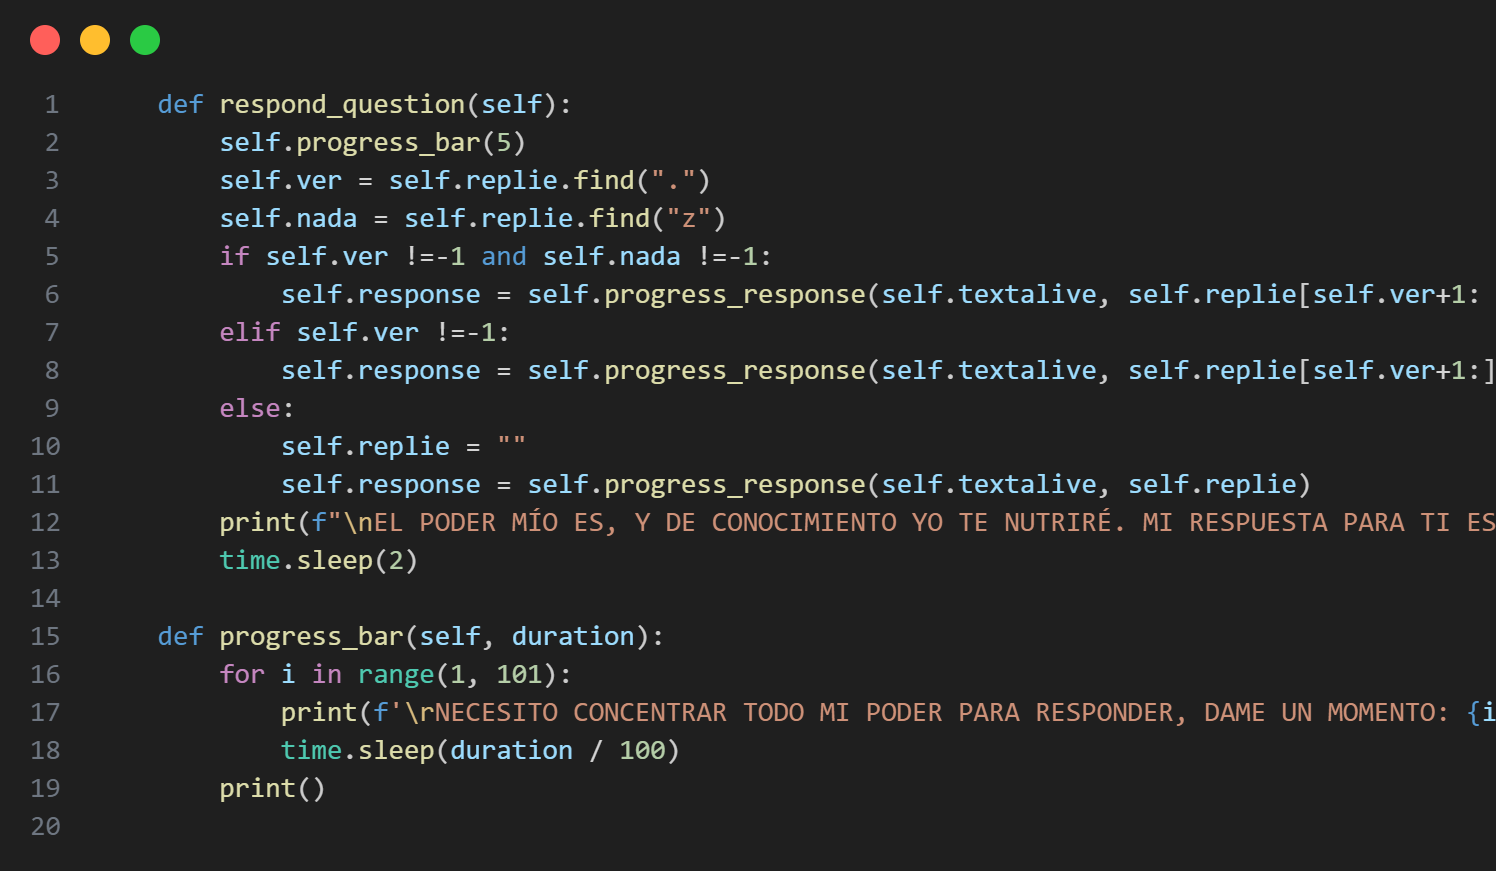 1 def respond_question(self):
2 self.progress_bar(5)
3 self.ver = self.replie.find(".")
4 self.nada = self.replie.find("z")
5 if self.ver !=-1 and self.nada !=-1:
6 self.response = self.progress_response(self.textalive, self.replie[self.ver+1:
7 elif self.ver !=-1:
8 self.response = self.progress_response(self.textalive, self.replie[self.ver+1:]
9 else:
10 self.replie = ""
11 self.response = self.progress_response(self.textalive, self.replie)
12 print(f"\nEL PODER MÍO ES, Y DE CONOCIMIENTO YO TE NUTRIRÉ. MI RESPUESTA PARA TI ES
13 time.sleep(2)
14
15 def progress_bar(self, duration):
16 for i in range(1, 101):
17 print(f'\rNECESITO CONCENTRAR TODO MI PODER PARA RESPONDER, DAME UN MOMENTO: {i
18 time.sleep(duration / 100)
19 print()
20